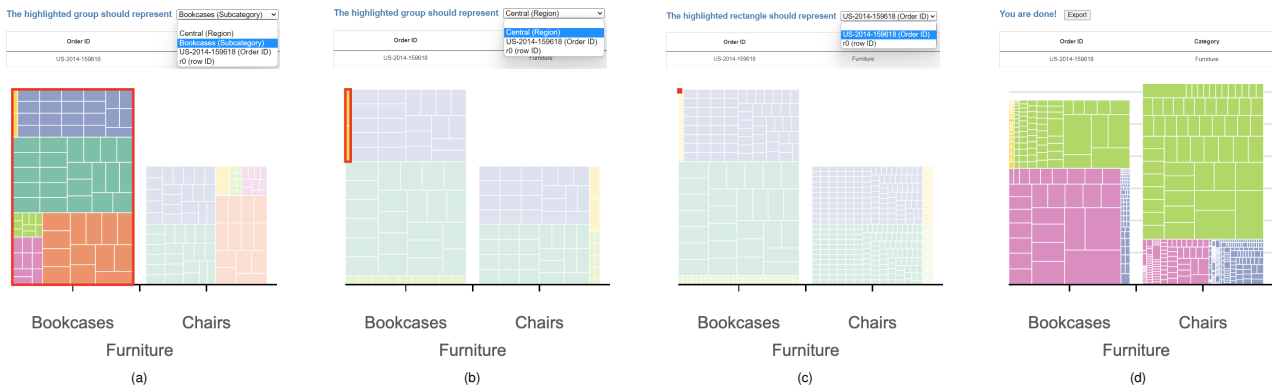 The highlighted group should represent Bookcases (Subcategory)
Central (Region)
Bookcases (Subcategory)
US-2014-159618 (Order ID)
r0 (row ID)
Order ID
US-2014-159618
Bookcases Chairs
Furniture
(a)
The highlighted group should represent Central (Region)
Central (Region)
US-2014-159618 (Order ID)
r0 (row ID)
Order ID
US-2014-159618 Furniture
Bookcases Chairs
Furniture
(b)
The highlighted rectangle should represent US-2014-159618 (Order ID)
US-2014-159618 (Order ID)
r0 (row ID)
Order ID
US-2014-159618 Furniture
Bookcases Chairs
Furniture
(c)
You are done! Export
Order ID Category
US-2014-159618 Furniture
Bookcases Chairs
Furniture
(d)